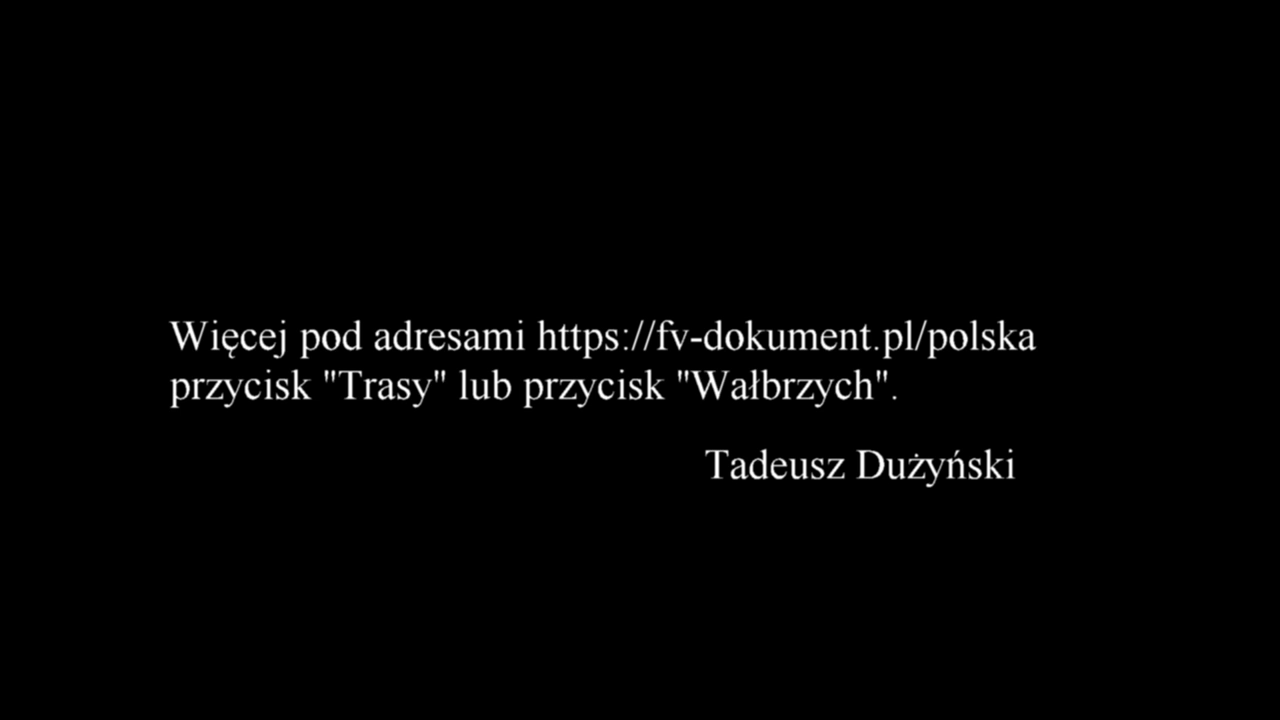 Więcej pod adresami https://fv-dokument.pl/polska
przycisk "Trasy" lub przycisk "Wałbrzych".
Tadeusz Dużyński